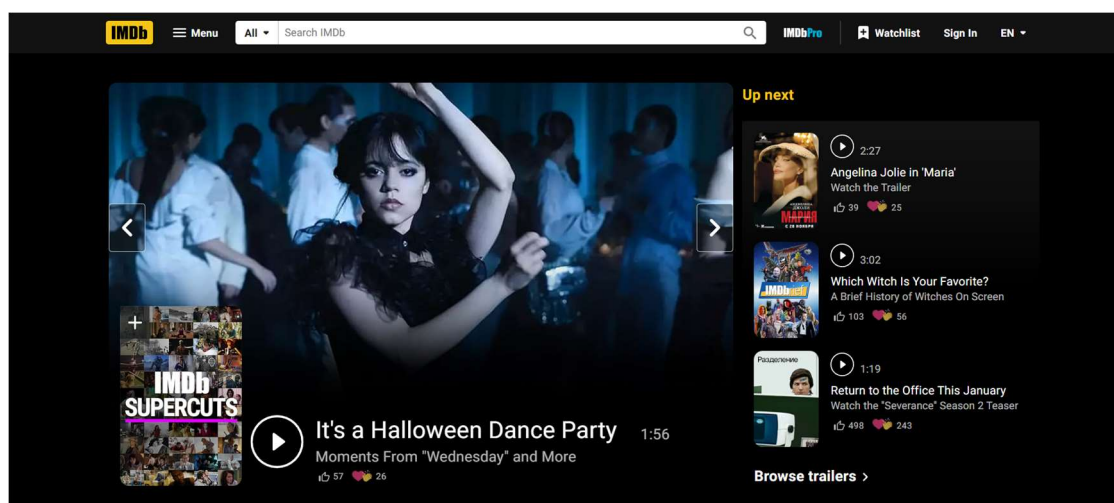 IMDb Menu All Search IMDb IMDbPro Watchlist Sign In EN
Up next
2:27
Angelina Jolie in 'Maria'
Watch the Trailer
39 25
МАРИЯ
3:02
Which Witch Is Your Favorite?
A Brief History of Witches On Screen
103 56
Разделение
1:19
Return to the Office This January
Watch the "Severance" Season 2 Teaser
498 243
Browse trailers
IMDb
SUPERCUTS
It's a Halloween Dance Party 1:56
Moments From "Wednesday" and More
57 26